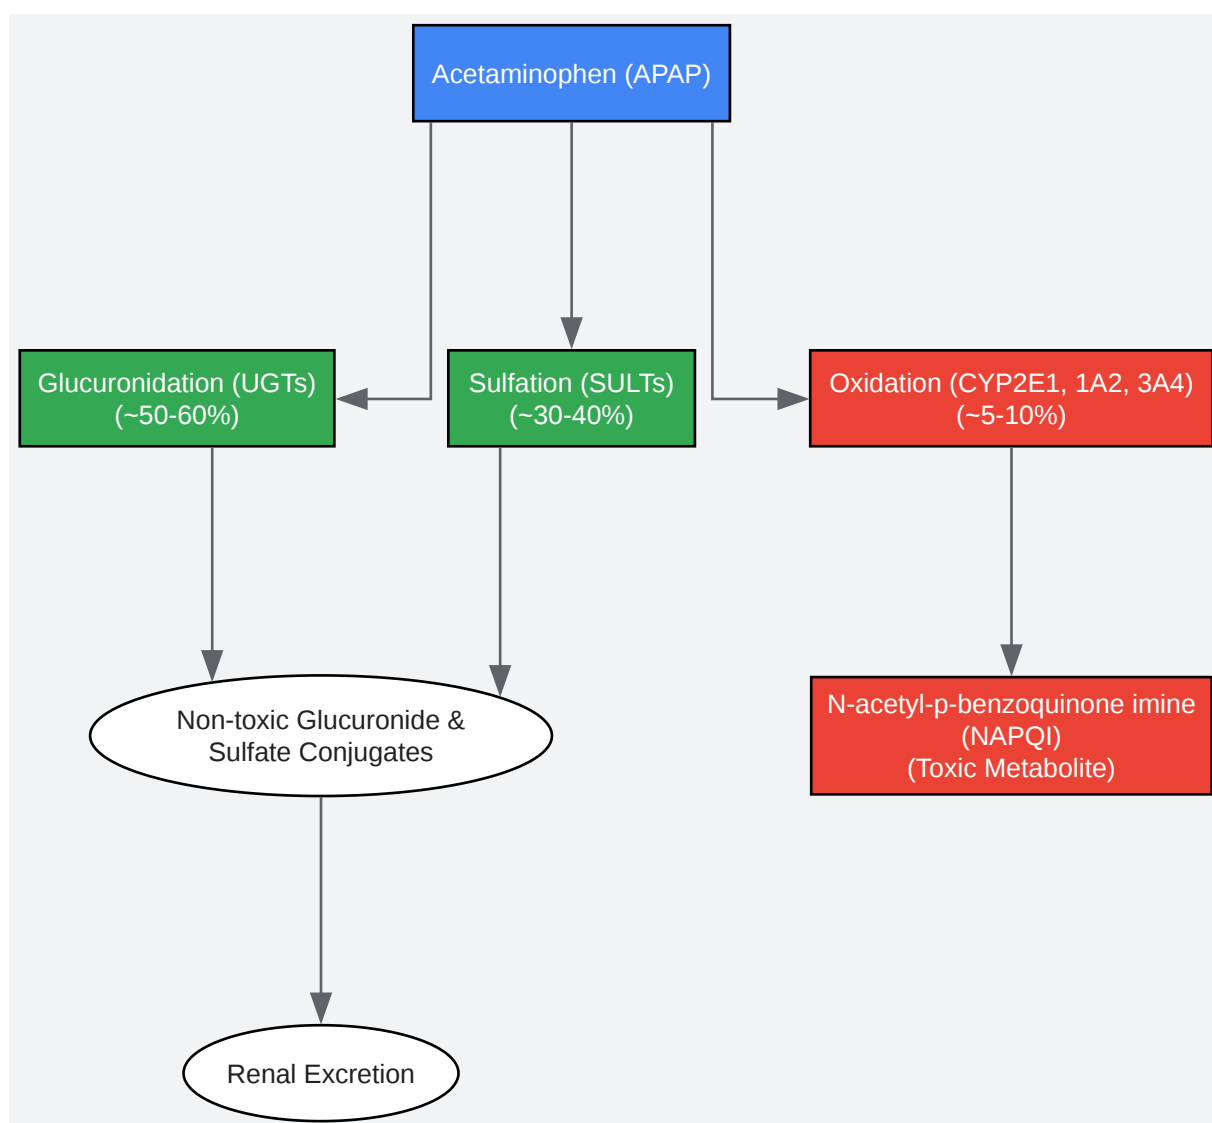 Acetaminophen (APAP)
Glucuronidation (UGTs)
(~50-60%)
Sulfation (SULTs)
(~30-40%)
Oxidation (CYP2E1, 1A2, 3A4)
(~5-10%)
Non-toxic Glucuronide &
Sulfate Conjugates
N-acetyl-p-benzoquinone imine
(NAPQI)
(Toxic Metabolite)
Renal Excretion